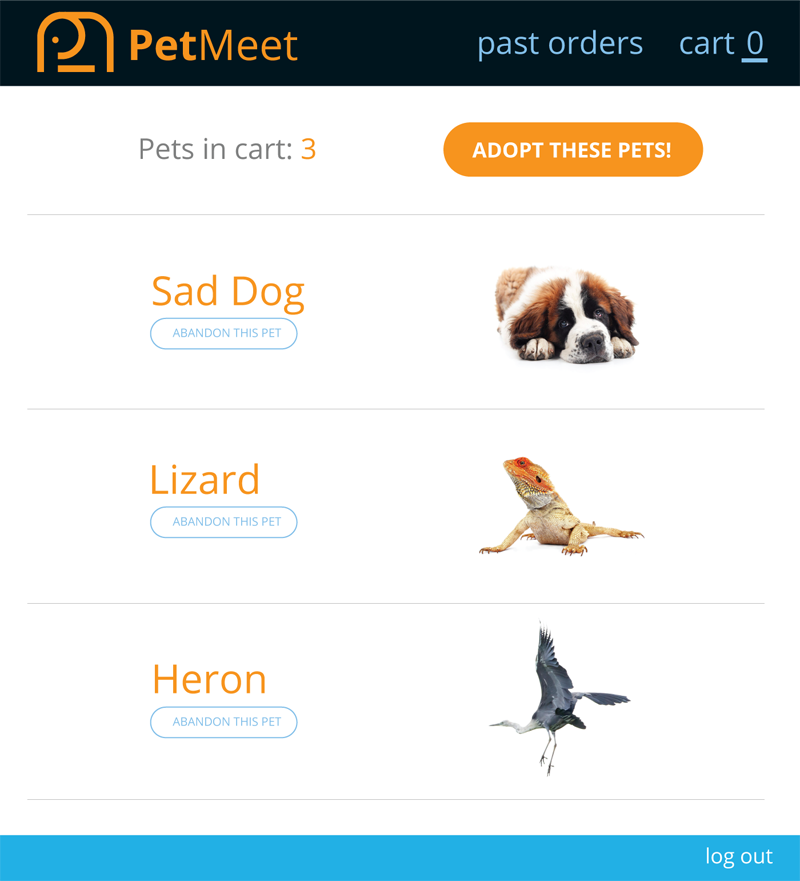 PetMeet
past orders
cart 0
Pets in cart: 3
ADOPT THESE PETS!
Sad Dog
ABANDON THIS PET
Lizard
ABANDON THIS PET
Heron
ABANDON THIS PET
log out